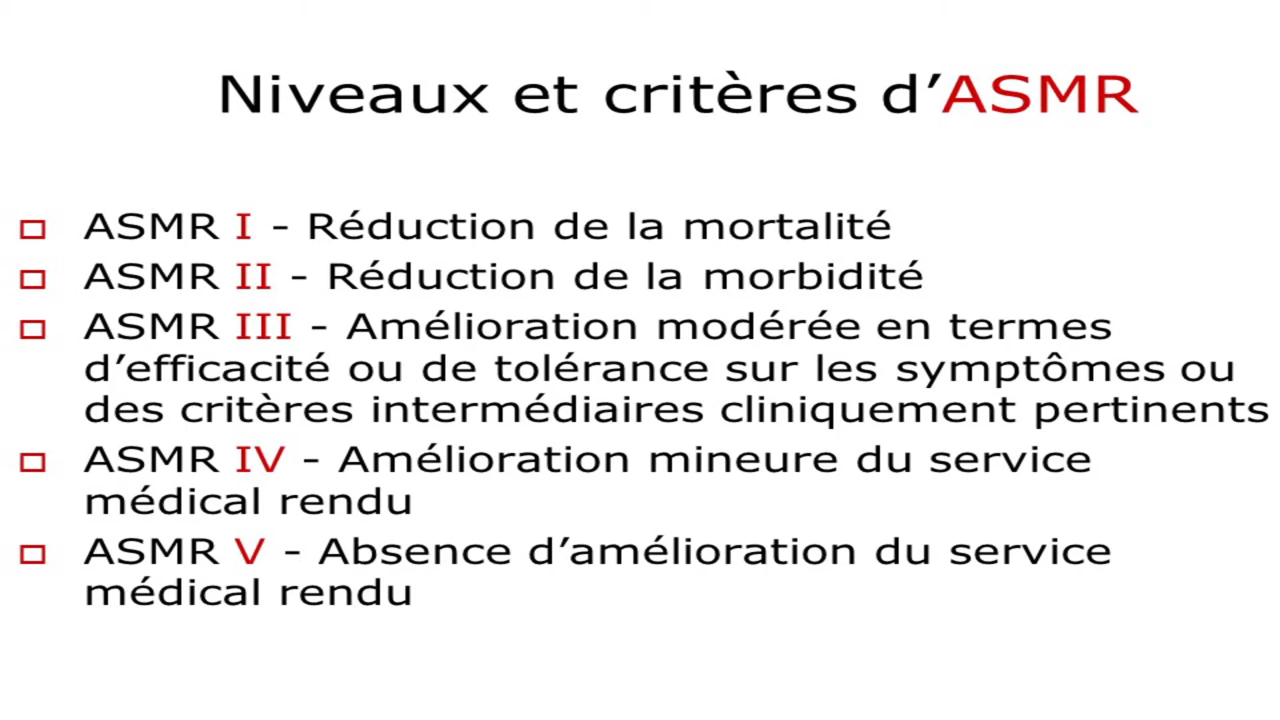 Niveaux et critères d’ASMR
ASMR I - Réduction de la mortalité
ASMR II - Réduction de la morbidité
ASMR III - Amélioration modérée en termes
d’efficacité ou de tolérance sur les symptômes ou
des critères intermédiaires cliniquement pertinents
ASMR IV - Amélioration mineure du service
médical rendu
ASMR V - Absence d’amélioration du service
médical rendu